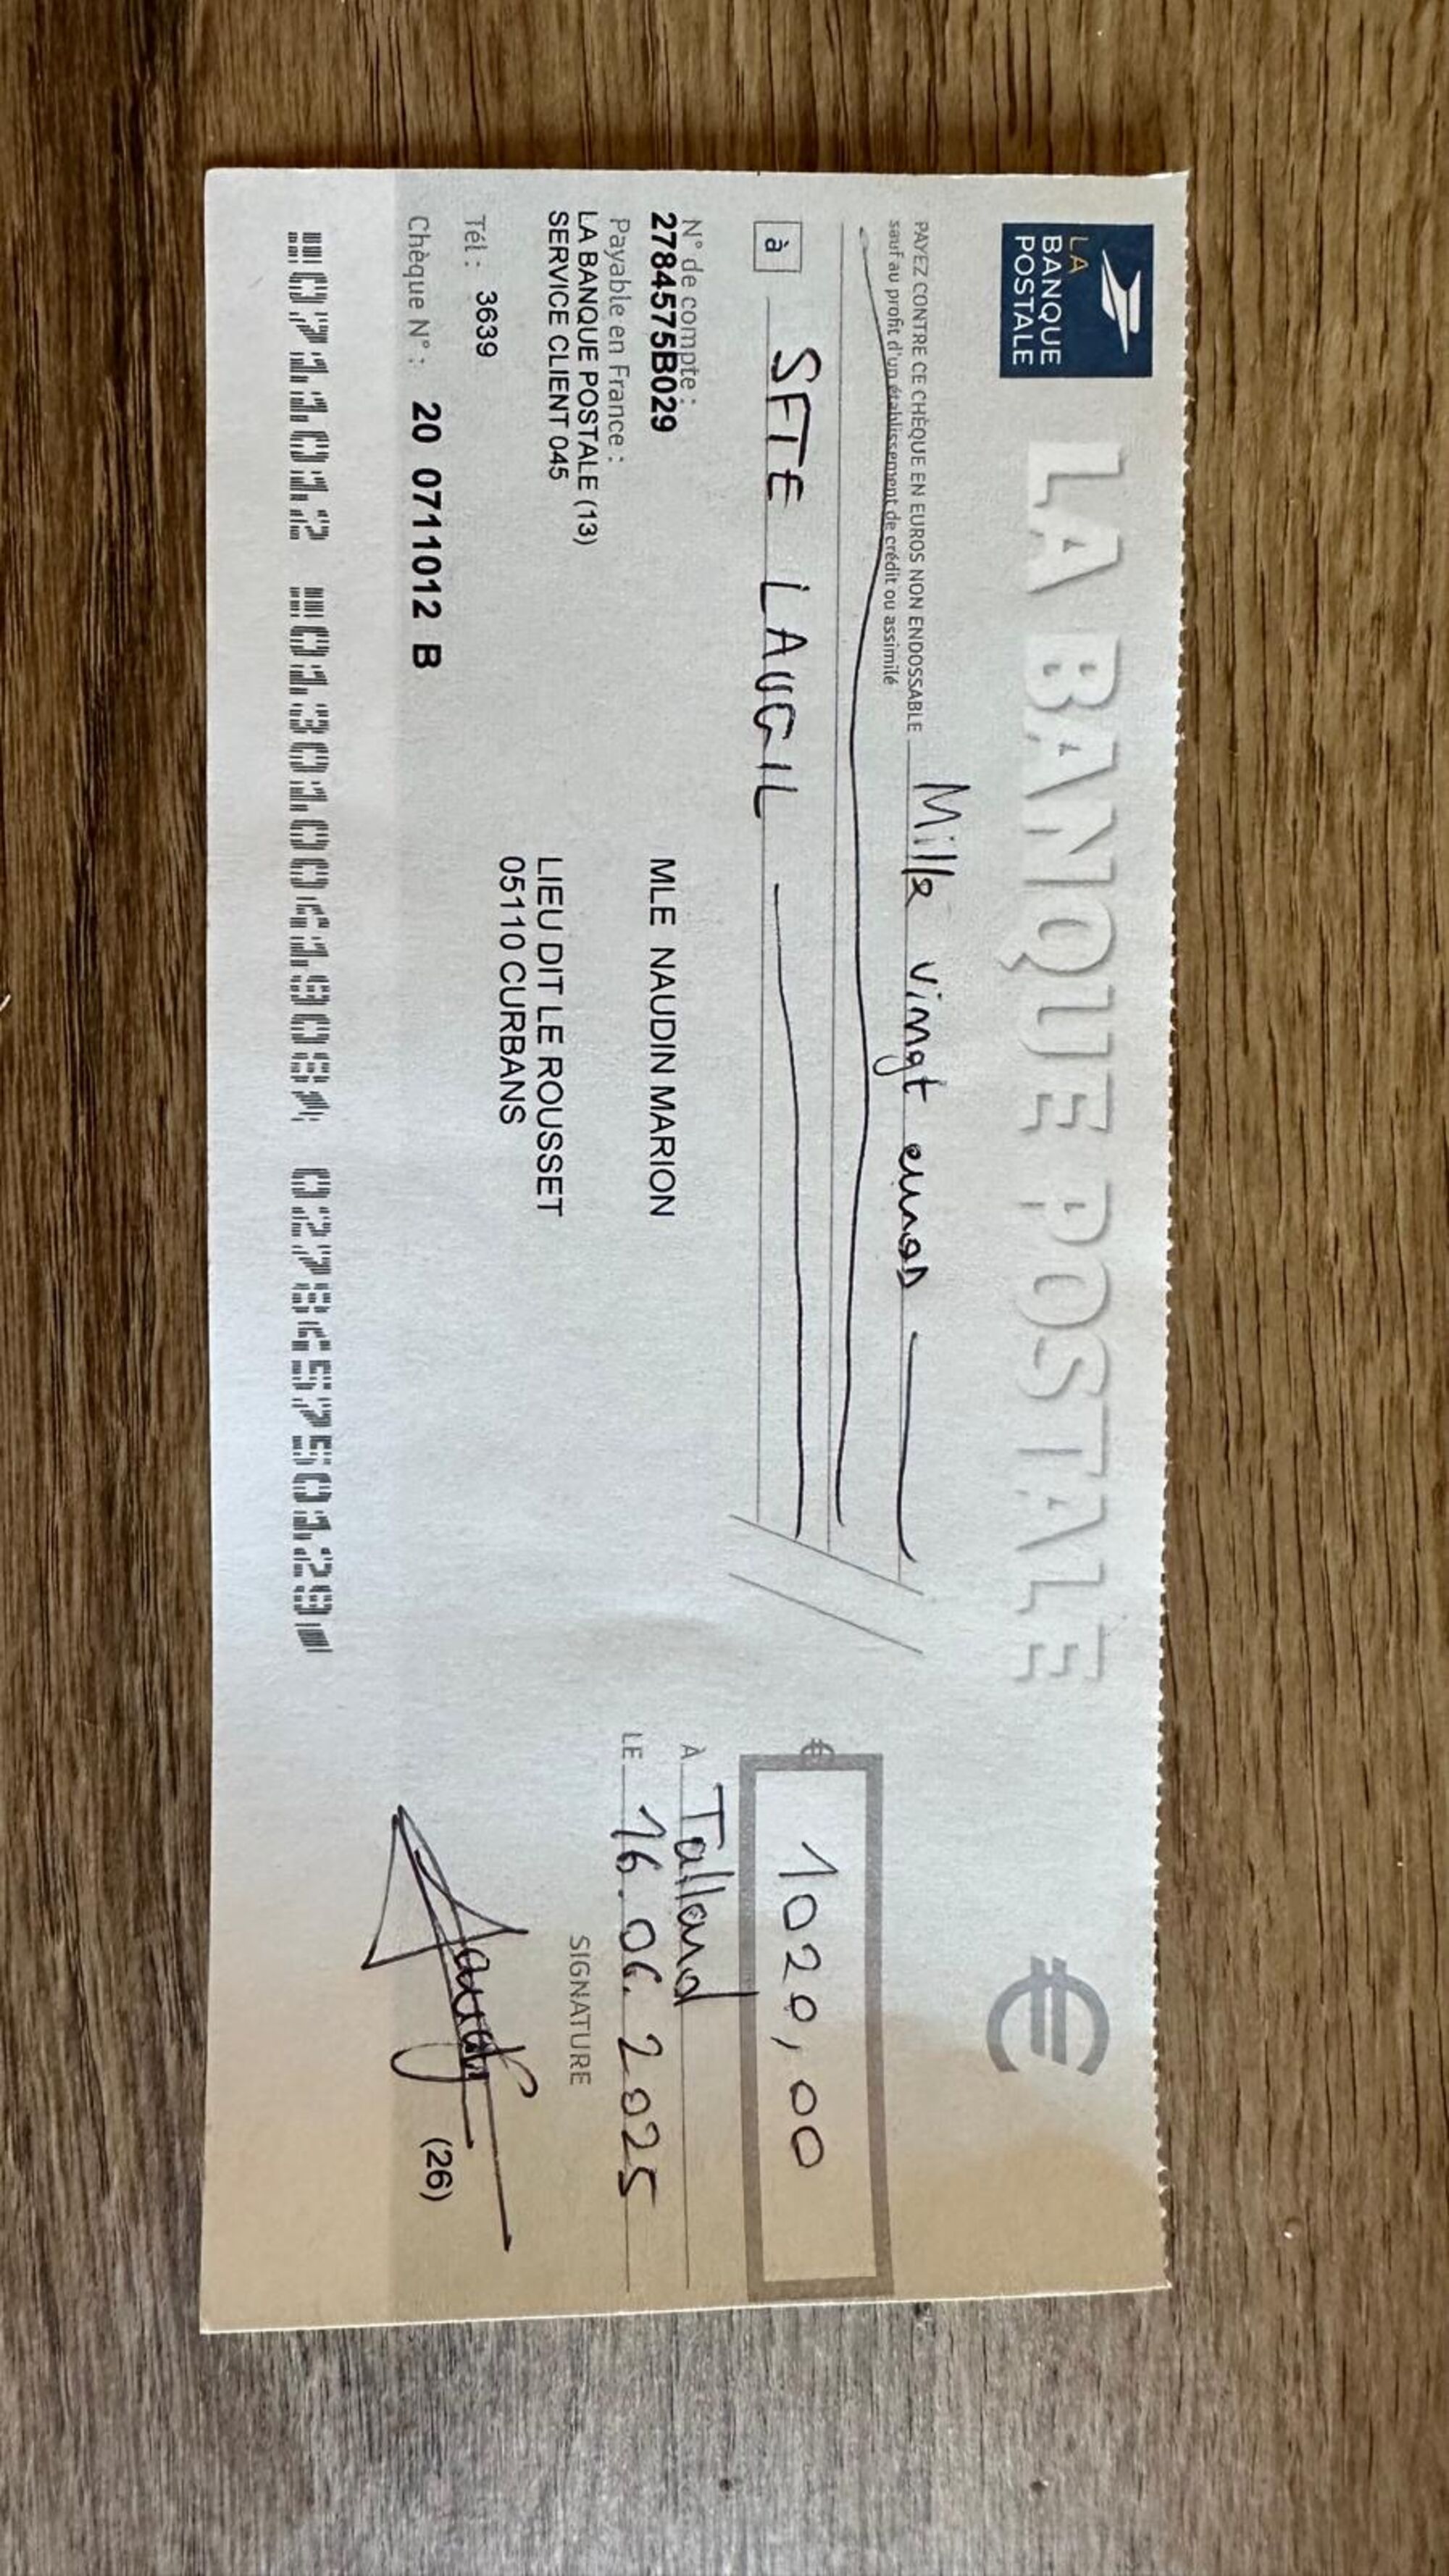 LA
BANQUE
POSTALE
LA BANQUE POSTALE
€
PAYEZ CONTRE CE CHÈQUE EN EUROS NON ENDOSSABLE Mille vingt euros
sauf au profit d'un établissement de crédit ou assimilé
€ 1020,00
à SFTE LAUGIL
N° de compte :
2784575B029
MLE NAUDIN MARION
À Tallard
Payable en France :
LE 16.06.2025
LA BANQUE POSTALE (13)
SERVICE CLIENT 045
LIEU DIT LE ROUSSET
05110 CURBANS
SIGNATURE
Tél : 3639
Chèque N° : 20 0711012 B
(26)
0711012 013010061908 027845750129